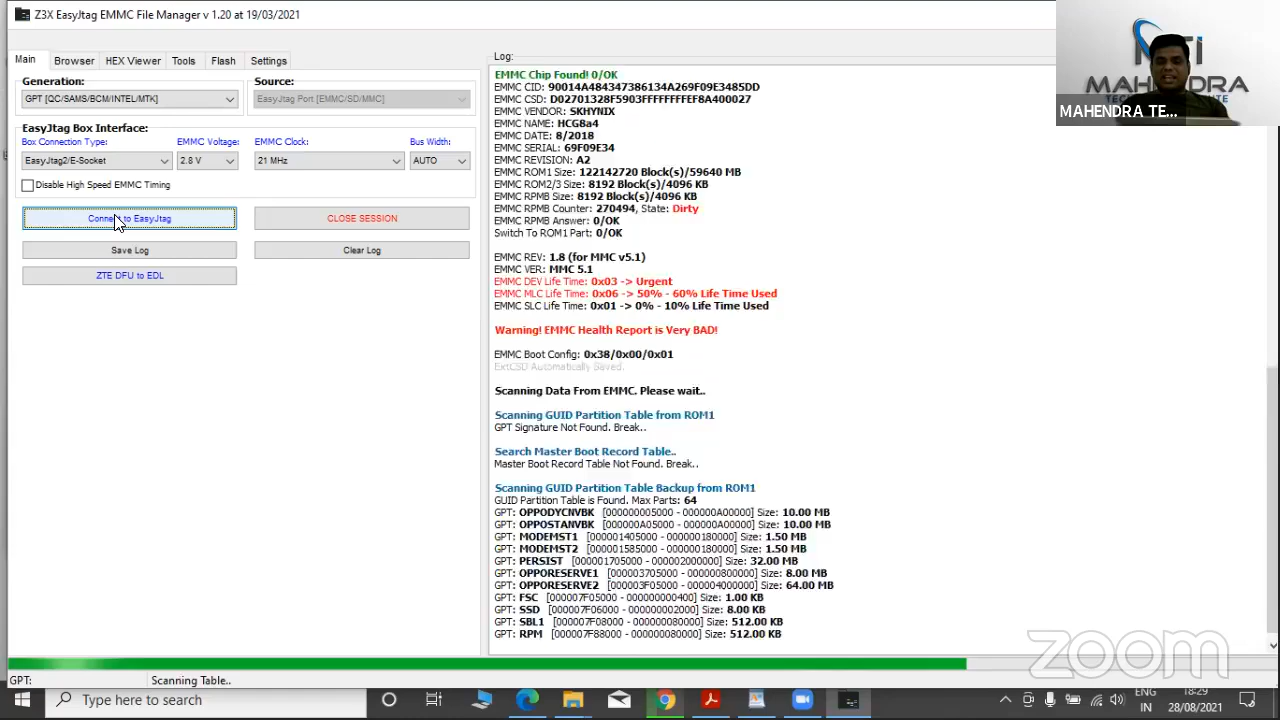 Z3X EasyJtag EMMC File Manager v 1.20 at 19/03/2021
Main Browser HEX Viewer Tools Flash Settings
Generation: Source:
GPT [QC/SAMS/BCM/INTEL/MTK] EasyJtag Port [EMMC/SD/MMC]
EasyJtag Box Interface:
Box Connection Type: EMMC Voltage: EMMC Clock: Bus Width:
EasyJtag2/E-Socket 2.8 V 21 MHz AUTO
Disable High Speed EMMC Timing
Connect to EasyJtag CLOSE SESSION
Save Log Clear Log
ZTE DFU to EDL
Log:
EMMC Chip Found! 0/OK
EMMC CID: 90014A484347386134A269F09E3485DD
EMMC CSD: D02701328F5903FFFFFFFFEF8A400027
EMMC VENDOR: SKHYNIX
EMMC NAME: HCG8a4
EMMC DATE: 8/2018
EMMC SERIAL: 69F09E34
EMMC REVISION: A2
EMMC ROM1 Size: 122142720 Block(s)/59640 MB
EMMC ROM2/3 Size: 8192 Block(s)/4096 KB
EMMC RPMB Size: 8192 Block(s)/4096 KB
EMMC RPMB Counter: 270494, State: Dirty
EMMC RPMB Answer: 0/OK
Switch To ROM1 Part: 0/OK
EMMC REV: 1.8 (for MMC v5.1)
EMMC VER: MMC 5.1
EMMC DEV Life Time: 0x03 -> Urgent
EMMC MLC Life Time: 0x06 -> 50% - 60% Life Time Used
EMMC SLC Life Time: 0x01 -> 0% - 10% Life Time Used
Warning! EMMC Health Report is Very BAD!
EMMC Boot Config: 0x38/0x00/0x01
ExtCSD Automatically Saved.
Scanning Data From EMMC. Please wait..
Scanning GUID Partition Table from ROM1
GPT Signature Not Found. Break..
Search Master Boot Record Table..
Master Boot Record Table Not Found. Break..
Scanning GUID Partition Table Backup from ROM1
GUID Partition Table is Found. Max Parts: 64
GPT: OPPODYCNVBK [000000005000 - 000000A00000] Size: 10.00 MB
GPT: OPPOSTANVBK [000000A05000 - 000000A00000] Size: 10.00 MB
GPT: MODEMST1 [000001405000 - 000000180000] Size: 1.50 MB
GPT: MODEMST2 [000001585000 - 000000180000] Size: 1.50 MB
GPT: PERSIST [000001705000 - 000002000000] Size: 32.00 MB
GPT: OPPORESERVE1 [000003705000 - 000000800000] Size: 8.00 MB
GPT: OPPORESERVE2 [000003F05000 - 000004000000] Size: 64.00 MB
GPT: FSC [000007F05000 - 000000000400] Size: 1.00 KB
GPT: SSD [000007F06000 - 000000002000] Size: 8.00 KB
GPT: SBL1 [000007F08000 - 000000080000] Size: 512.00 KB
GPT: RPM [000007F88000 - 000000080000] Size: 512.00 KB
MAHENDRA
MAHENDRA TE...
zoom
GPT: Scanning Table..
Type here to search
ENG
IN
18:29
28/08/2021